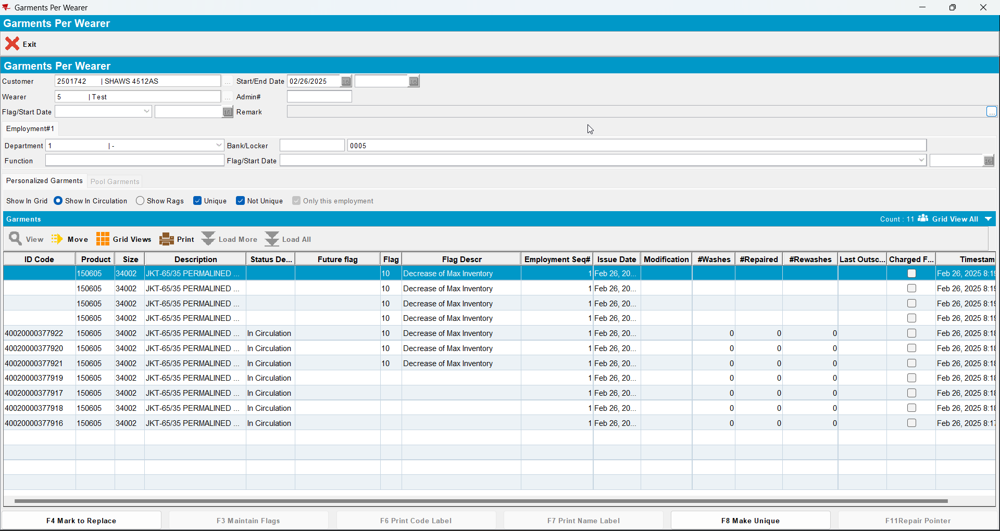 Garments Per Wearer
Garments Per Wearer
Exit
Garments Per Wearer
Customer 2501742 | SHAWS 4512AS ... Start/End Date 02/26/2025 16 16
Wearer 5 | Test ... Admin#
Flag/Start Date 16 Remark ...
Employment#1
Department 1 | - Bank/Locker 0005
Function Flag/Start Date 16
Personalized Garments Pool Garments
Show In Grid Show In Circulation Show Rags Unique Not Unique Only this employment
Garments Count : 11 Grid View All
View Move Grid Views Print Load More Load All
ID Code Product Size Description Status De... Future flag Flag Flag Descr Employment Seq# Issue Date Modification #Washes #Repaired #Rewashes Last Outsc... Charged F... Timestam
150605 34002 JKT-65/35 PERMALINED ... 10 Decrease of Max Inventory 1 Feb 26, 20... Feb 26, 2025 8:19
150605 34002 JKT-65/35 PERMALINED ... 10 Decrease of Max Inventory 1 Feb 26, 20... Feb 26, 2025 8:19
150605 34002 JKT-65/35 PERMALINED ... 10 Decrease of Max Inventory 1 Feb 26, 20... Feb 26, 2025 8:19
150605 34002 JKT-65/35 PERMALINED ... 10 Decrease of Max Inventory 1 Feb 26, 20... Feb 26, 2025 8:19
40020000377922 150605 34002 JKT-65/35 PERMALINED ... In Circulation 10 Decrease of Max Inventory 1 Feb 26, 20... 0 0 0 Feb 26, 2025 8:18
40020000377920 150605 34002 JKT-65/35 PERMALINED ... In Circulation 10 Decrease of Max Inventory 1 Feb 26, 20... 0 0 0 Feb 26, 2025 8:18
40020000377921 150605 34002 JKT-65/35 PERMALINED ... In Circulation 10 Decrease of Max Inventory 1 Feb 26, 20... 0 0 0 Feb 26, 2025 8:18
40020000377919 150605 34002 JKT-65/35 PERMALINED ... In Circulation 1 Feb 26, 20... 0 0 0 Feb 26, 2025 8:18
40020000377917 150605 34002 JKT-65/35 PERMALINED ... In Circulation 1 Feb 26, 20... 0 0 0 Feb 26, 2025 8:18
40020000377918 150605 34002 JKT-65/35 PERMALINED ... In Circulation 1 Feb 26, 20... 0 0 0 Feb 26, 2025 8:18
40020000377916 150605 34002 JKT-65/35 PERMALINED ... In Circulation 1 Feb 26, 20... 0 0 0 Feb 26, 2025 8:17
F4 Mark to Replace F3 Maintain Flags F6 Print Code Label F7 Print Name Label F8 Make Unique F11Repair Pointer